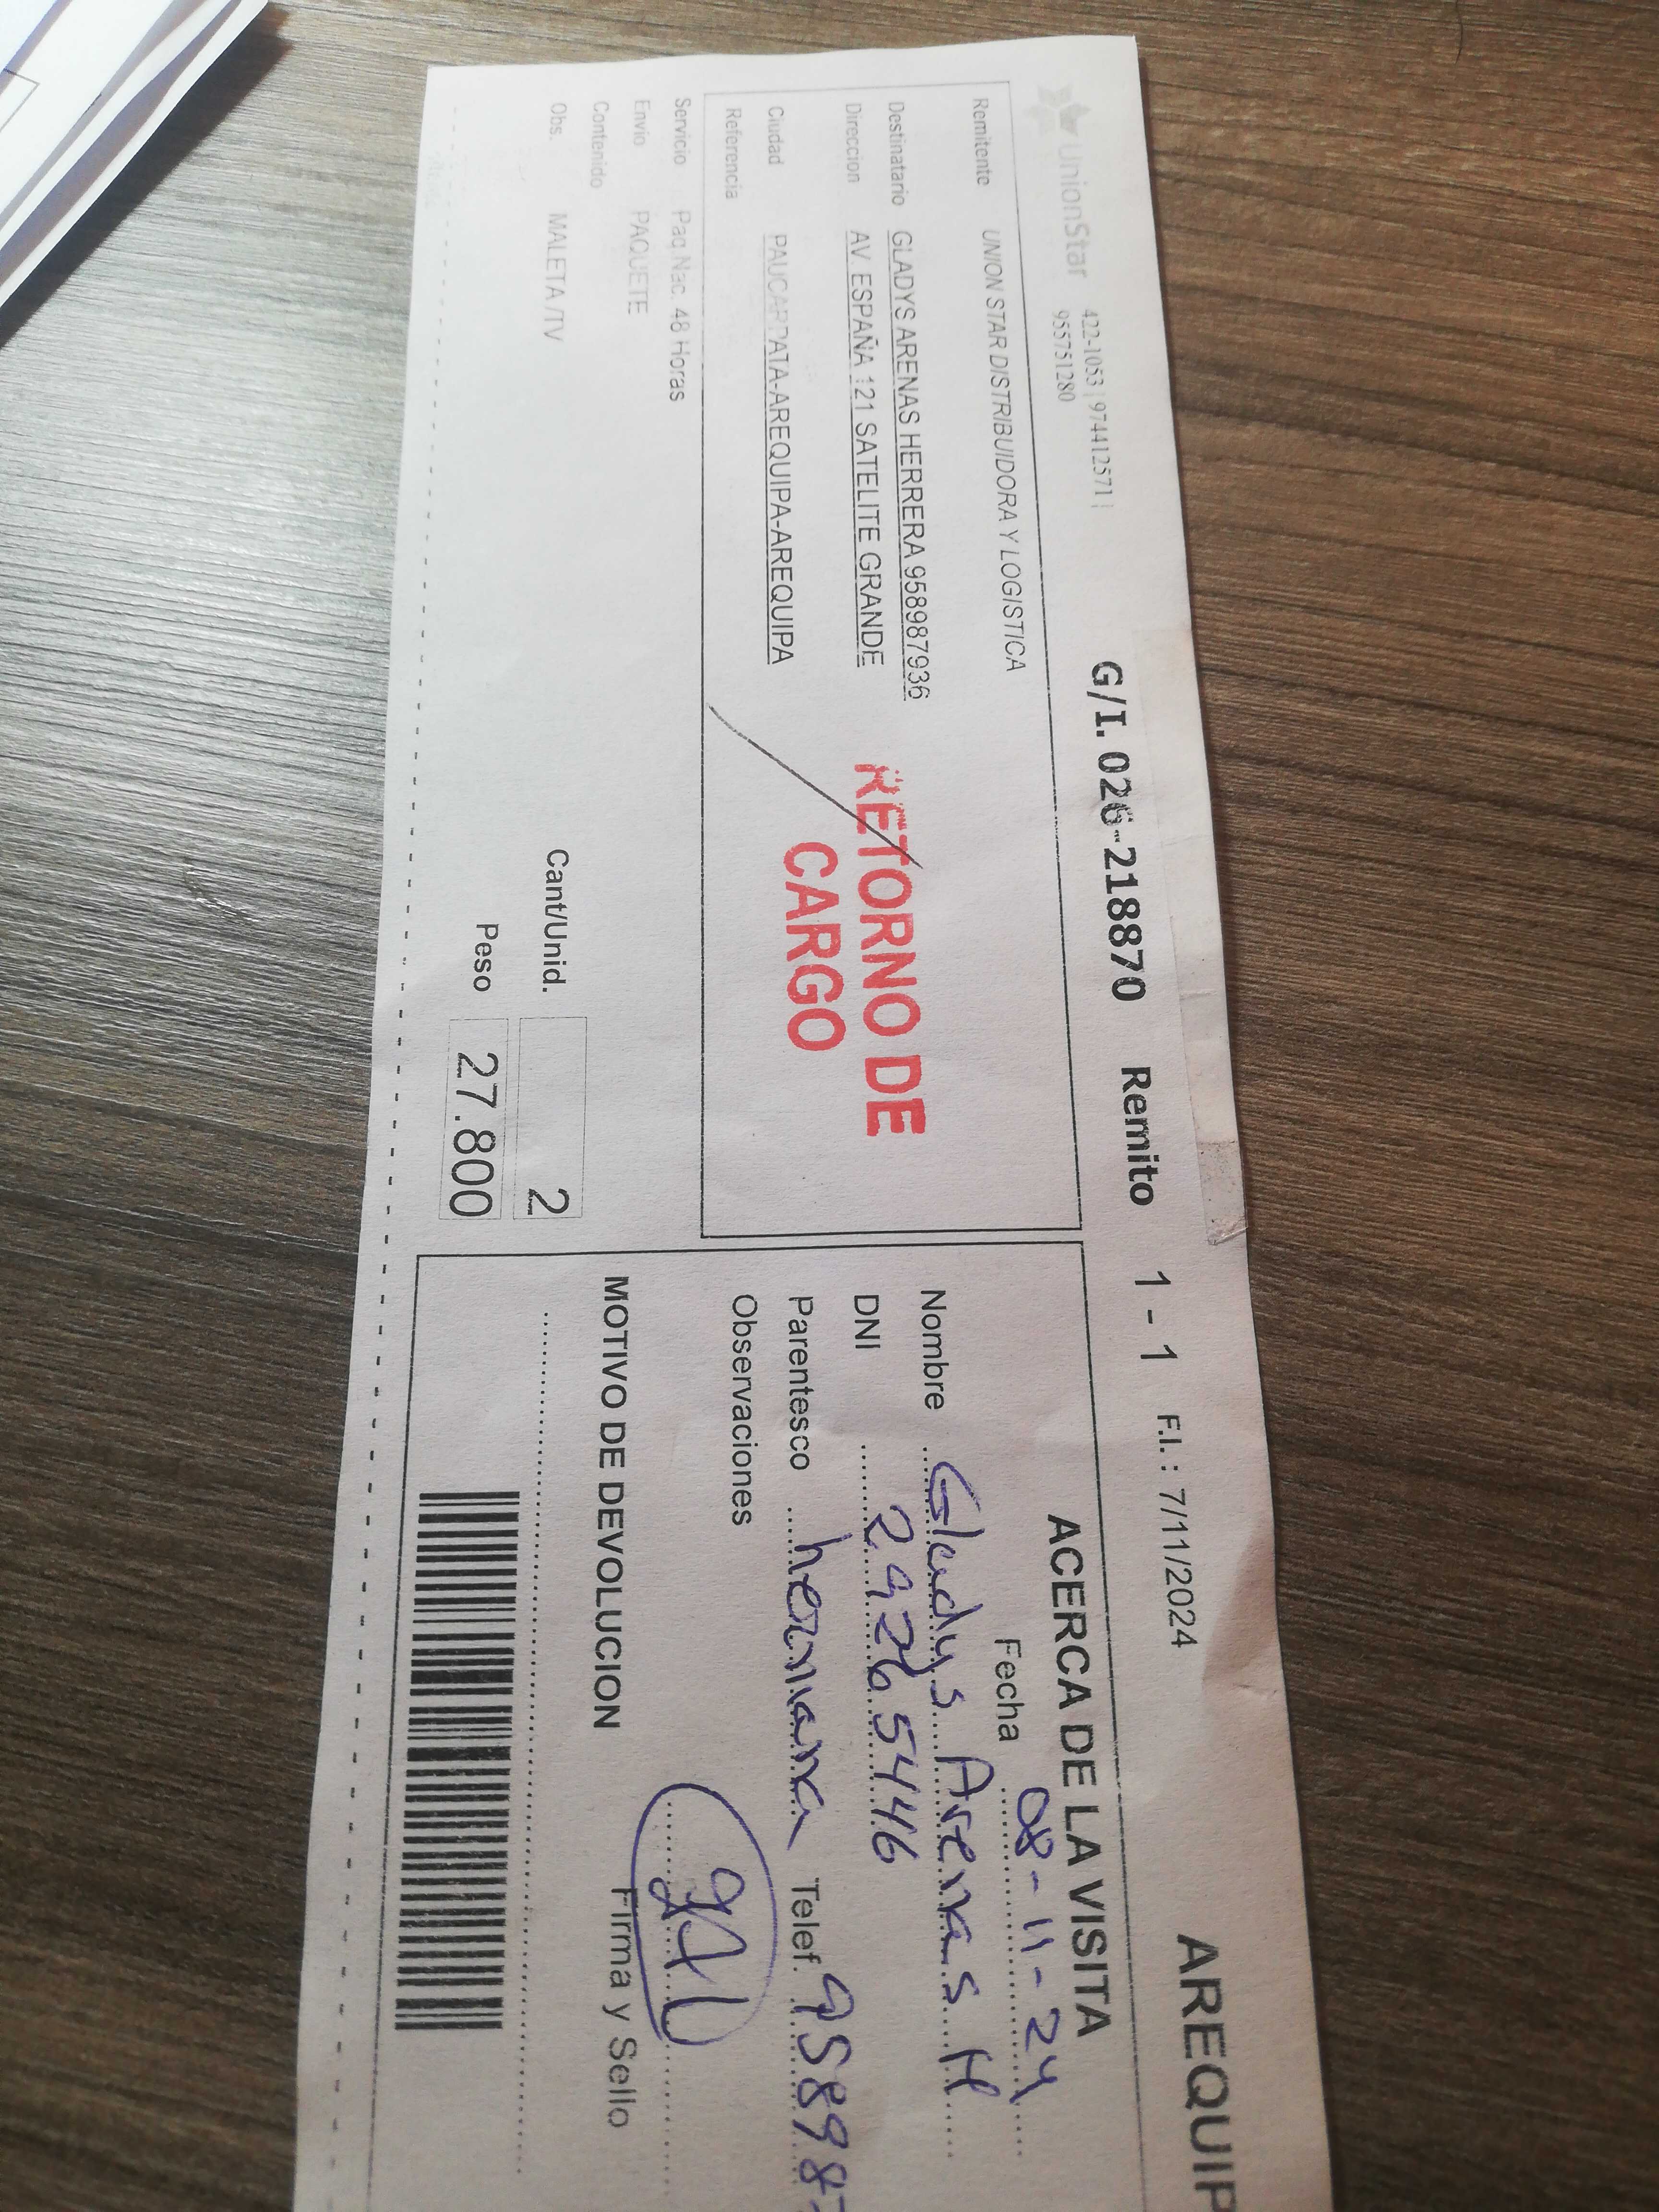 UnionStar
422-1053 | 974412571 |
955751280
G/I. 026-218870 Remito 1 - 1 F.I. : 7/11/2024 AREQUIP
Remitente UNION STAR DISTRIBUIDORA Y LOGISTICA
Destinatario GLADYS ARENAS HERRERA 958987936
Direccion AV. ESPAÑA 121 SATELITE GRANDE
Ciudad PAUCARPATA-AREQUIPA-AREQUIPA
Referencia
RETORNO DE
CARGO
Servicio Paq Nac. 48 Horas
Envio PAQUETE
Contenido
Obs. MALETA /TV
Cant/Unid. 2
Peso 27.800
ACERCA DE LA VISITA
Fecha 08-11-24
Nombre Gladys Arenas H
DNI 29265446
Parentesco hermana Telef. 95898
Observaciones
Firma y Sello
MOTIVO DE DEVOLUCION